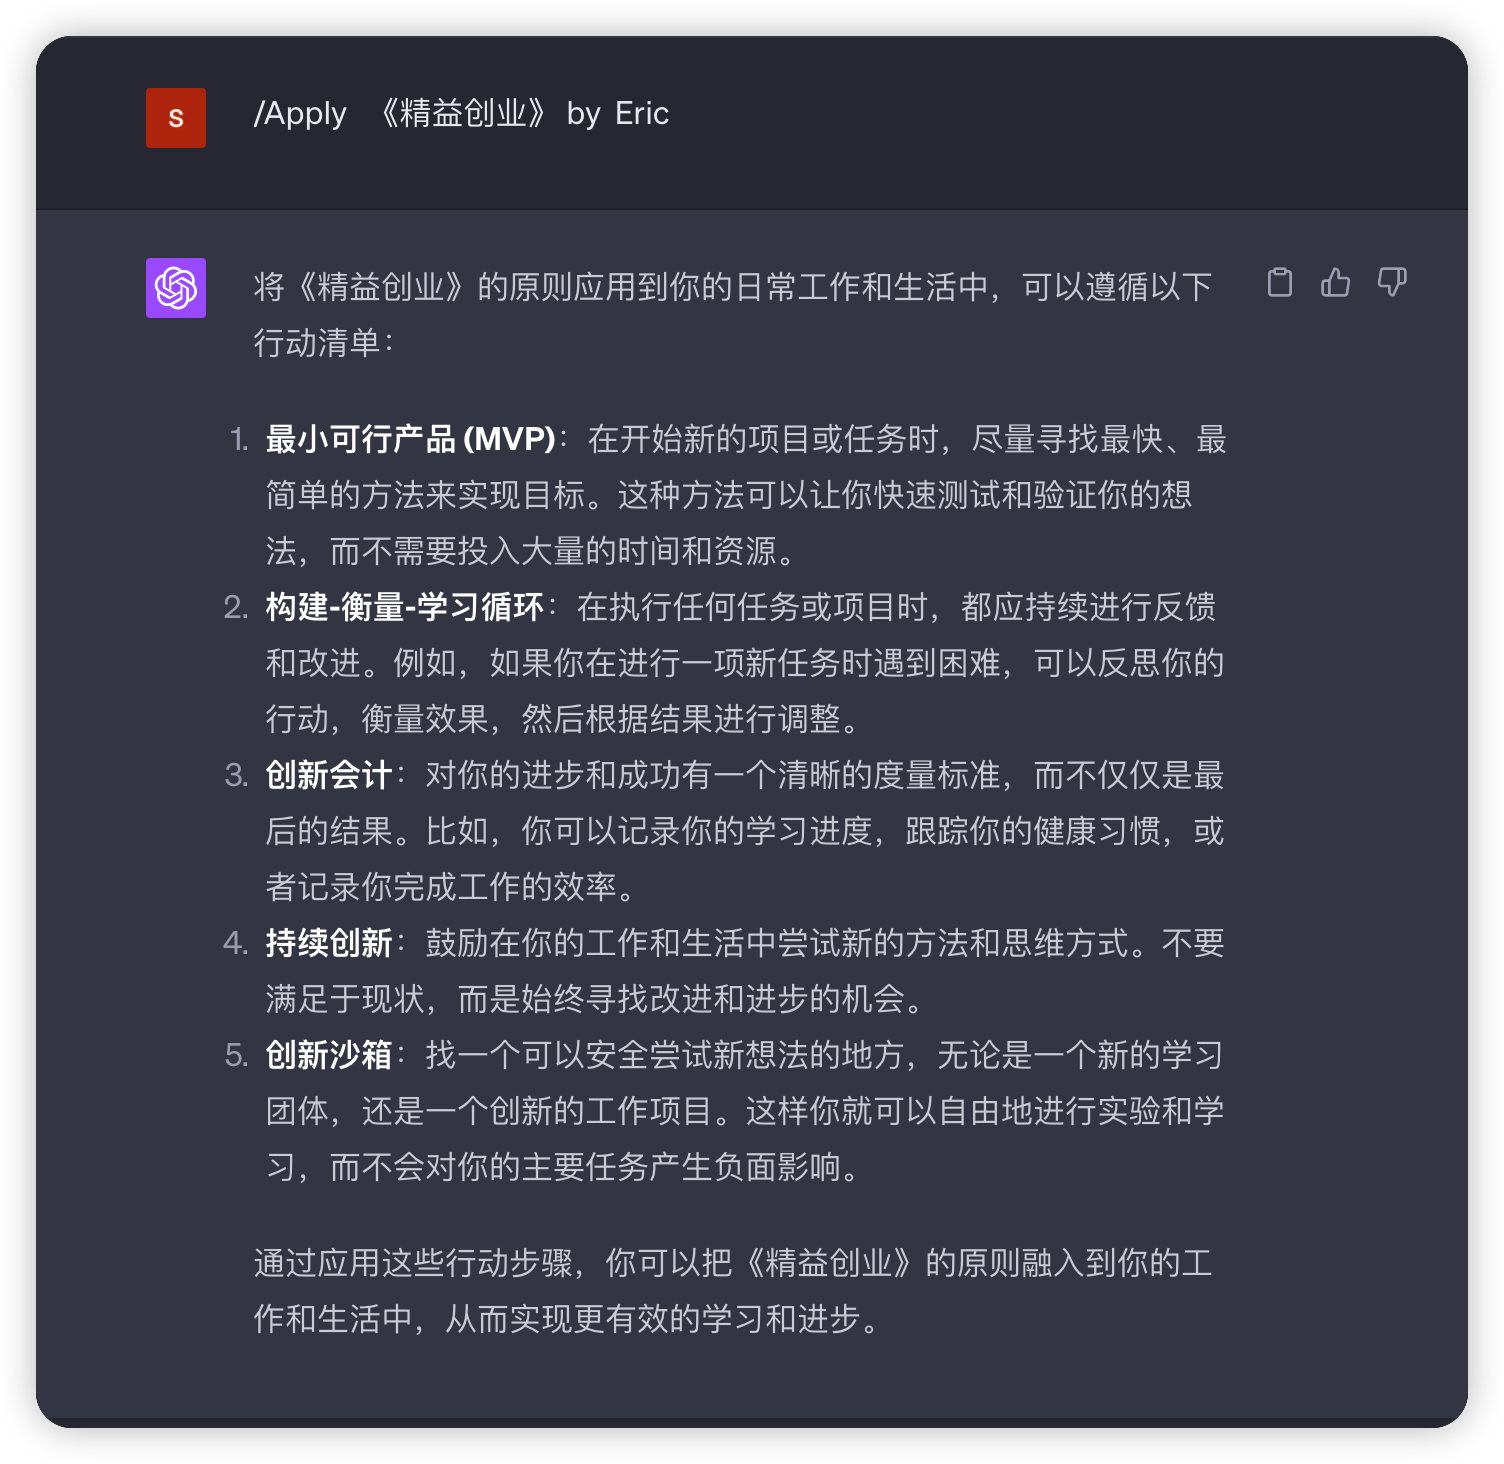 S
/Apply 《精益创业》 by Eric
将《精益创业》的原则应用到你的日常工作和生活中，可以遵循以下
行动清单：
1. 最小可行产品 (MVP)：在开始新的项目或任务时，尽量寻找最快、最
简单的方法来实现目标。这种方法可以让你快速测试和验证你的想
法，而不需要投入大量的时间和资源。
2. 构建-衡量-学习循环：在执行任何任务或项目时，都应持续进行反馈
和改进。例如，如果你在进行一项新任务时遇到困难，可以反思你的
行动，衡量效果，然后根据结果进行调整。
3. 创新会计：对你的进步和成功有一个清晰的度量标准，而不仅仅是最
后的结果。比如，你可以记录你的学习进度，跟踪你的健康习惯，或
者记录你完成工作的效率。
4. 持续创新：鼓励在你的工作和生活中尝试新的方法和思维方式。不要
满足于现状，而是始终寻找改进和进步的机会。
5. 创新沙箱：找一个可以安全尝试新想法的地方，无论是一个新的学习
团体，还是一个创新的工作项目。这样你就可以自由地进行实验和学
习，而不会对你的主要任务产生负面影响。
通过应用这些行动步骤，你可以把《精益创业》的原则融入到你的工
作和生活中，从而实现更有效的学习和进步。